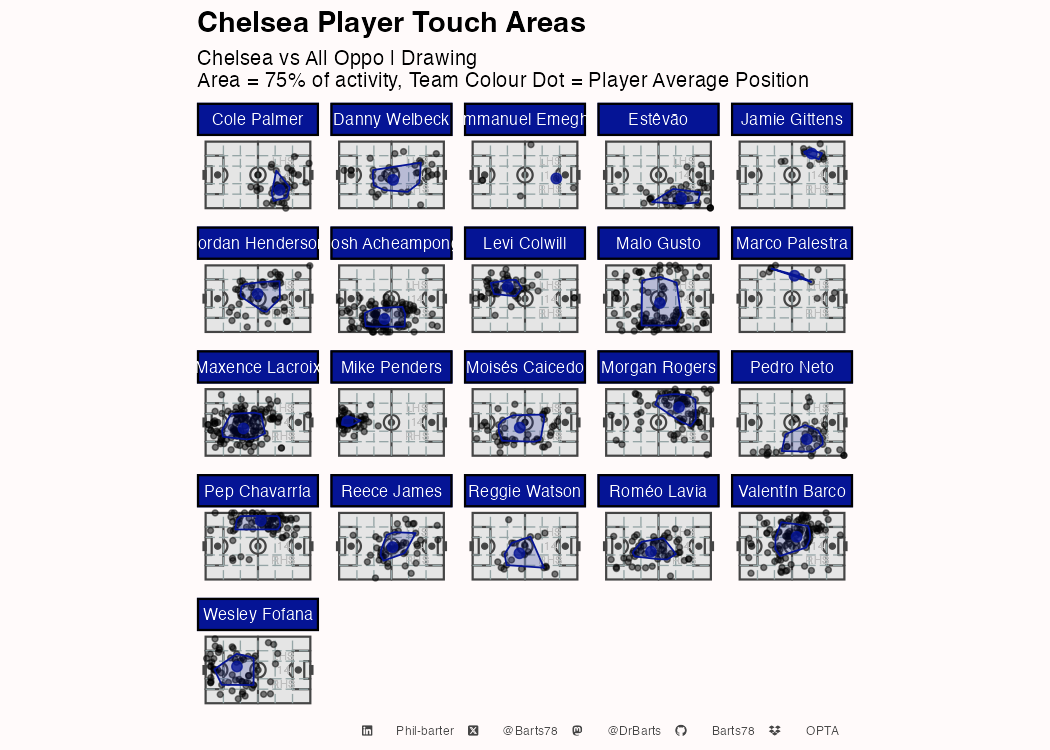 Chelsea Player Touch Areas
Chelsea vs All Oppo | Drawing
Area = 75% of activity, Team Colour Dot = Player Average Position
Cole Palmer
Danny Welbeck
mmanuel Emegh
Estêvão
Jamie Gittens
ordan Henderson
osh Acheampong
Levi Colwill
Malo Gusto
Marco Palestra
Maxence Lacroix
Mike Penders
Moisés Caicedo
Morgan Rogers
Pedro Neto
Pep Chavarría
Reece James
Reggie Watson
Roméo Lavia
Valentín Barco
Wesley Fofana
Phil-barter @Barts78 @DrBarts Barts78 OPTA